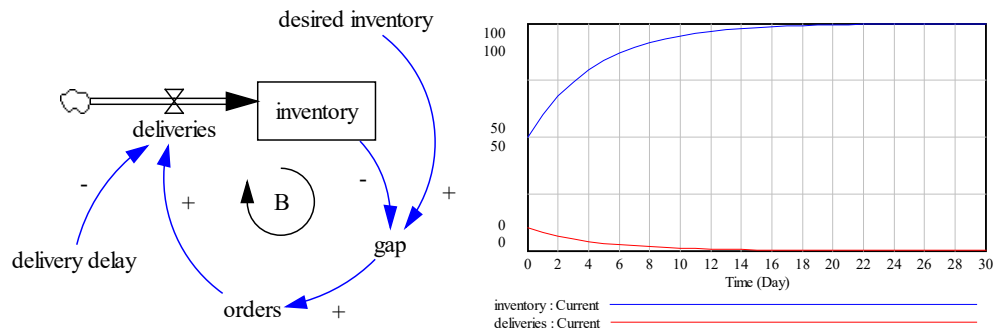 desired inventory
inventory
deliveries
-
-
+
B
+
gap
delivery delay
orders
+
100
100
50
50
0
0
0 2 4 6 8 10 12 14 16 18 20 22 24 26 28 30
Time (Day)
inventory : Current
deliveries : Current